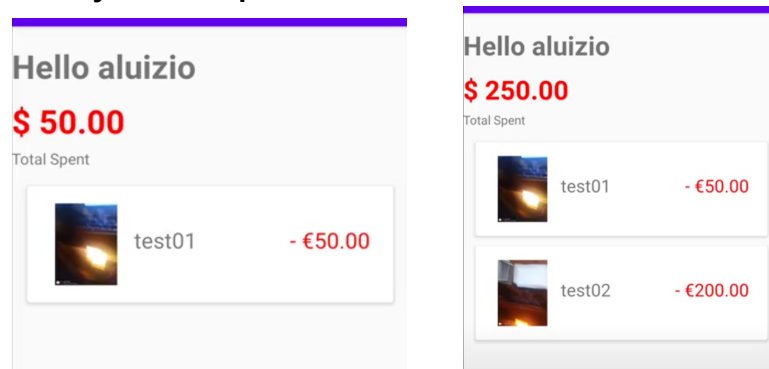 Hello aluizio
$ 50.00
Total Spent
test01
- €50.00
Hello aluizio
$ 250.00
Total Spent
test01
- €50.00
test02
- €200.00